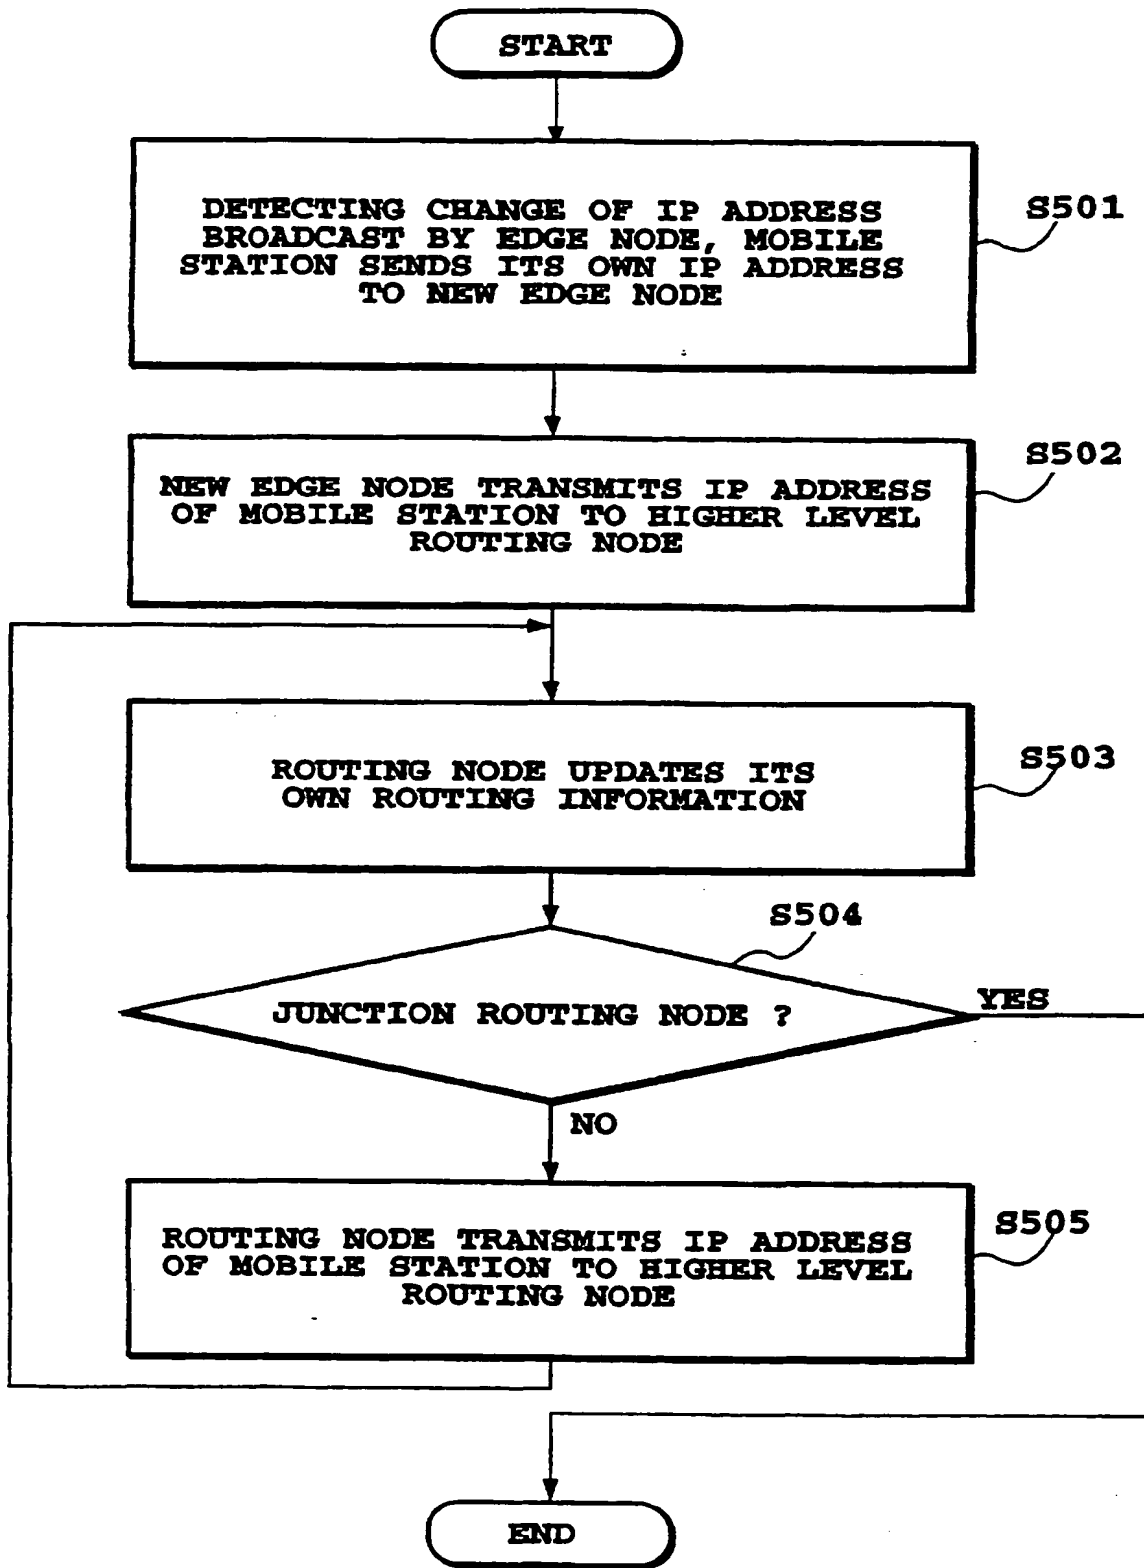 START
DETECTING CHANGE OF IP ADDRESS
BROADCAST BY EDGE NODE, MOBILE
STATION SENDS ITS OWN IP ADDRESS
TO NEW EDGE NODE
S501
NEW EDGE NODE TRANSMITS IP ADDRESS
OF MOBILE STATION TO HIGHER LEVEL
ROUTING NODE
S502
ROUTING NODE UPDATES ITS
OWN ROUTING INFORMATION
S503
S504
JUNCTION ROUTING NODE ?
YES
NO
ROUTING NODE TRANSMITS IP ADDRESS
OF MOBILE STATION TO HIGHER LEVEL
ROUTING NODE
S505
END